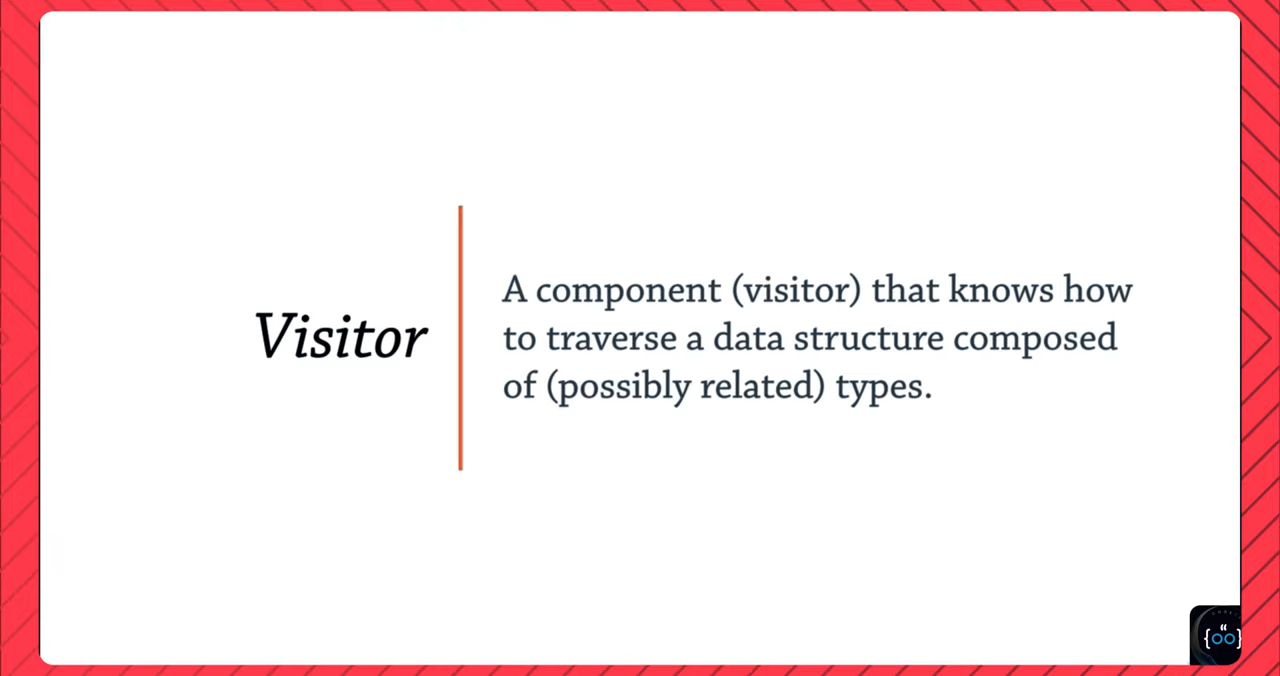 Visitor
A component (visitor) that knows how
to traverse a data structure composed
of (possibly related) types.